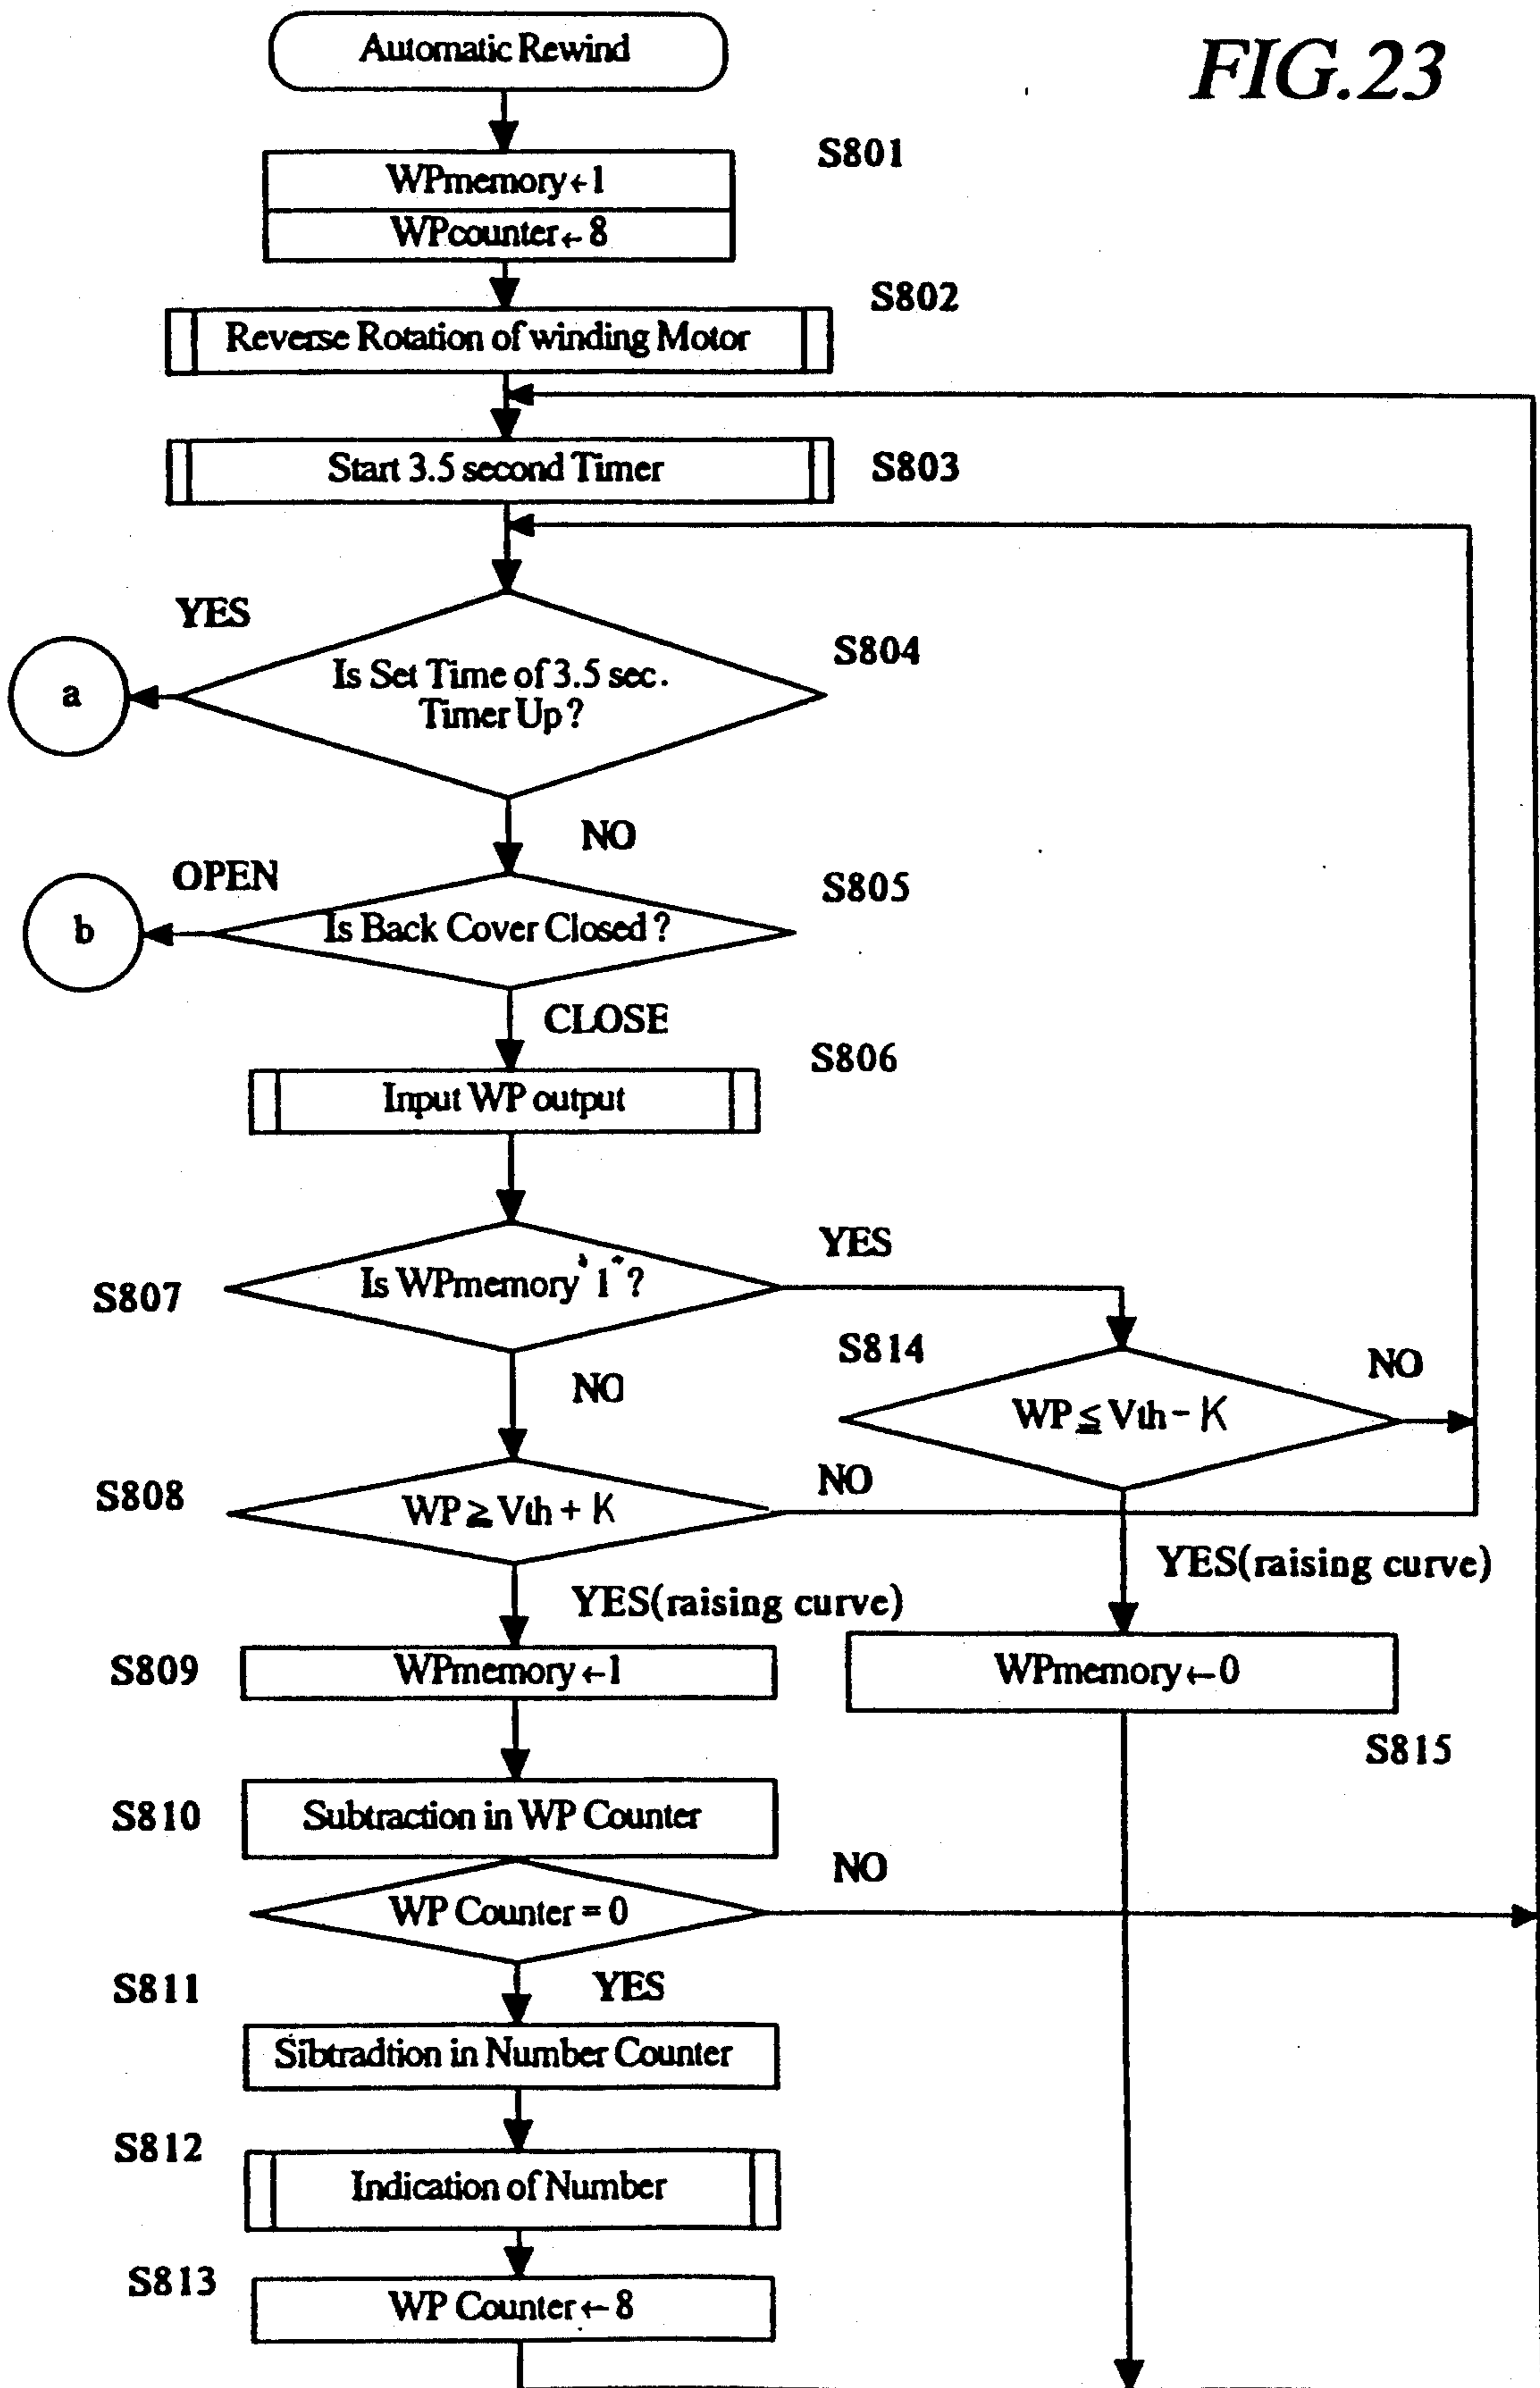 FIG.23
Automatic Rewind
S801
WPmemory←1
WPcounter←8
S802
Reverse Rotation of winding Motor
Start 3.5 second Timer
S803
YES
S804
a
Is Set Time of 3.5 sec.
Timer Up?
NO
OPEN
S805
b
Is Back Cover Closed?
CLOSE
S806
Input WP output
YES
S807
Is WPmemory "1"?
S814
NO
NO
WP≦Vth-K
S808
NO
WP≧Vth+K
YES(raising curve)
YES(raising curve)
S809
WPmemory←1
WPmemory←0
S815
S810
Subtraction in WP Counter
NO
WP Counter=0
S811
YES
Sibtradtion in Number Counter
S812
Indication of Number
S813
WP Counter←8